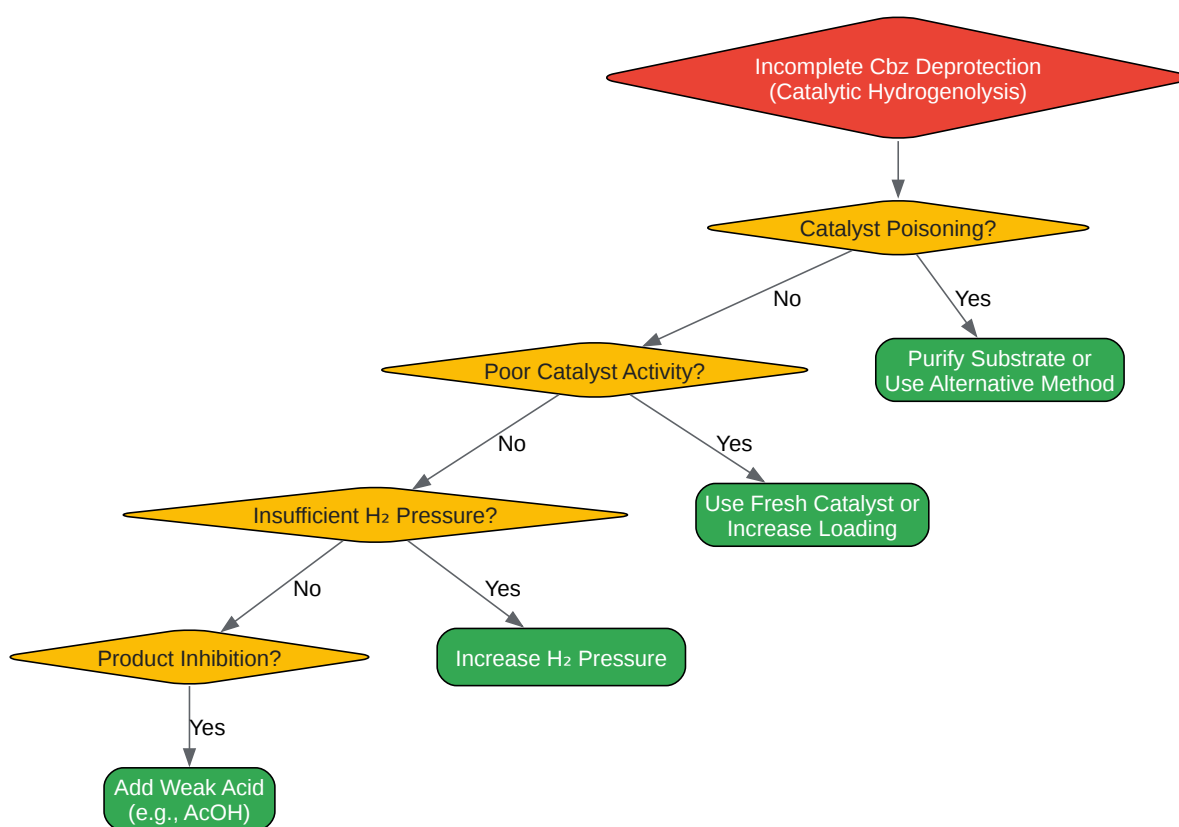 Incomplete Cbz Deprotection
(Catalytic Hydrogenolysis)
Catalyst Poisoning?
No
Yes
Poor Catalyst Activity?
Purify Substrate or
Use Alternative Method
No
Yes
Insufficient H₂ Pressure?
Use Fresh Catalyst or
Increase Loading
No
Yes
Product Inhibition?
Increase H₂ Pressure
Yes
Add Weak Acid
(e.g., AcOH)